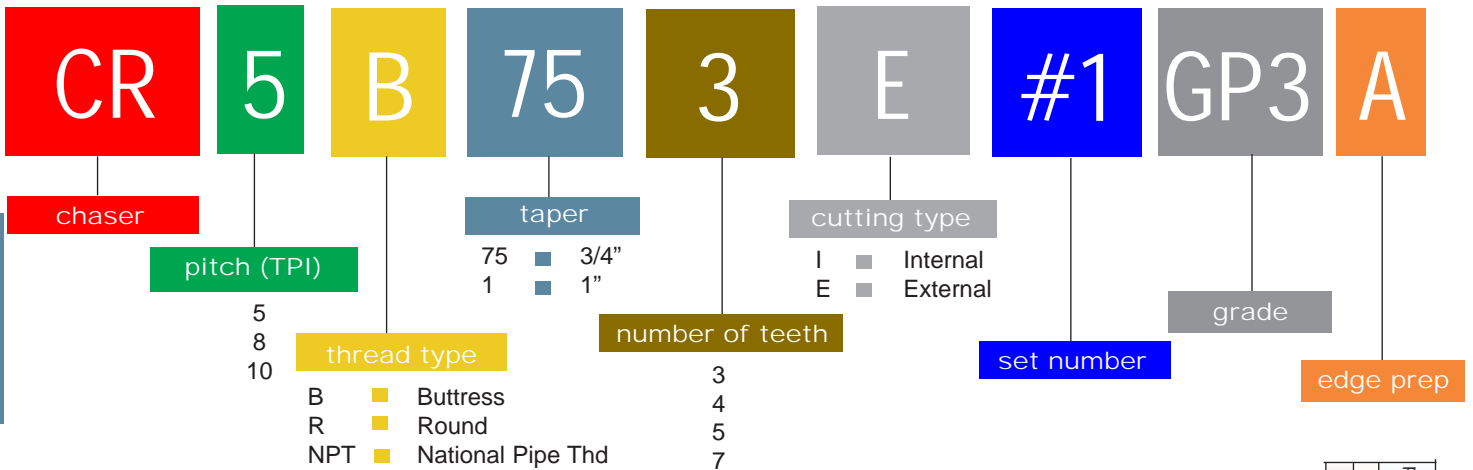 CR 5 B 75 3 E #1 GP3 A
chaser
pitch (TPI)
5
8
10
thread type
B Buttress
R Round
NPT National Pipe Thd
taper
75 3/4”
1 1”
number of teeth
3
4
5
7
cutting type
I Internal
E External
set number
grade
edge prep